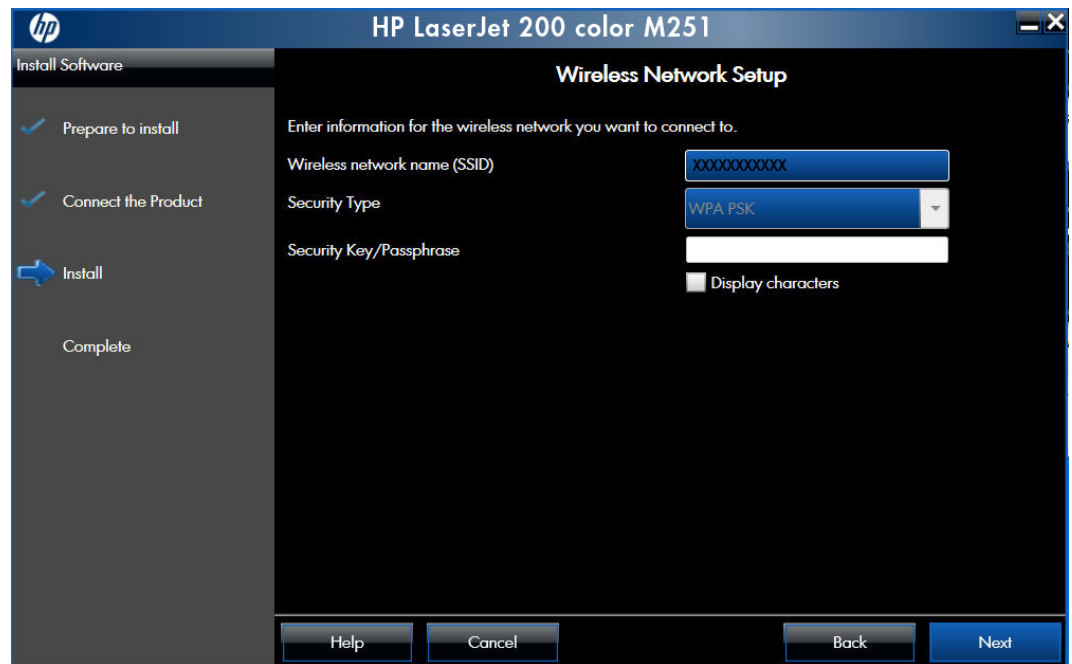 hp
HP LaserJet 200 color M251
Install Software
Wireless Network Setup
Prepare to install
Connect the Product
Install
Complete
Enter information for the wireless network you want to connect to.
Wireless network name (SSID) XXXXXXXXXXX
Security Type WPA PSK
Security Key/Passphrase
Display characters
Help Cancel Back Next